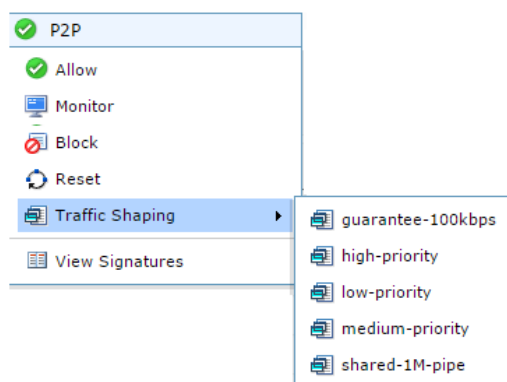 P2P
Allow
Monitor
Block
Reset
Traffic Shaping
View Signatures
guarantee-100kbps
high-priority
low-priority
medium-priority
shared-1M-pipe